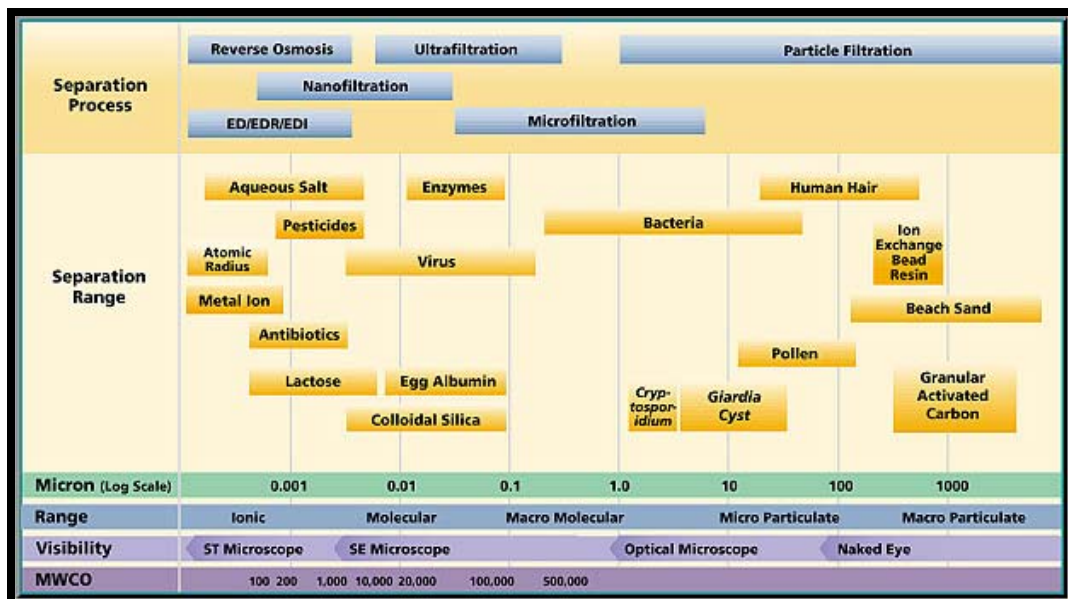 Reverse Osmosis
Ultrafiltration
Particle Filtration
Separation
Process
Nanofiltration
ED/EDR/EDI
Microfiltration
Aqueous Salt
Enzymes
Human Hair
Pesticides
Bacteria
Ion
Exchange
Bead
Resin
Atomic
Radius
Virus
Separation
Range
Metal Ion
Beach Sand
Antibiotics
Pollen
Lactose
Egg Albumin
Cryp-
tospor-
idium
Giardia
Cyst
Granular
Activated
Carbon
Colloidal Silica
Micron (Log Scale) 0.001 0.01 0.1 1.0 10 100 1000
Range Ionic Molecular Macro Molecular Micro Particulate Macro Particulate
Visibility ST Microscope SE Microscope Optical Microscope Naked Eye
MWCO 100 200 1,000 10,000 20,000 100,000 500,000